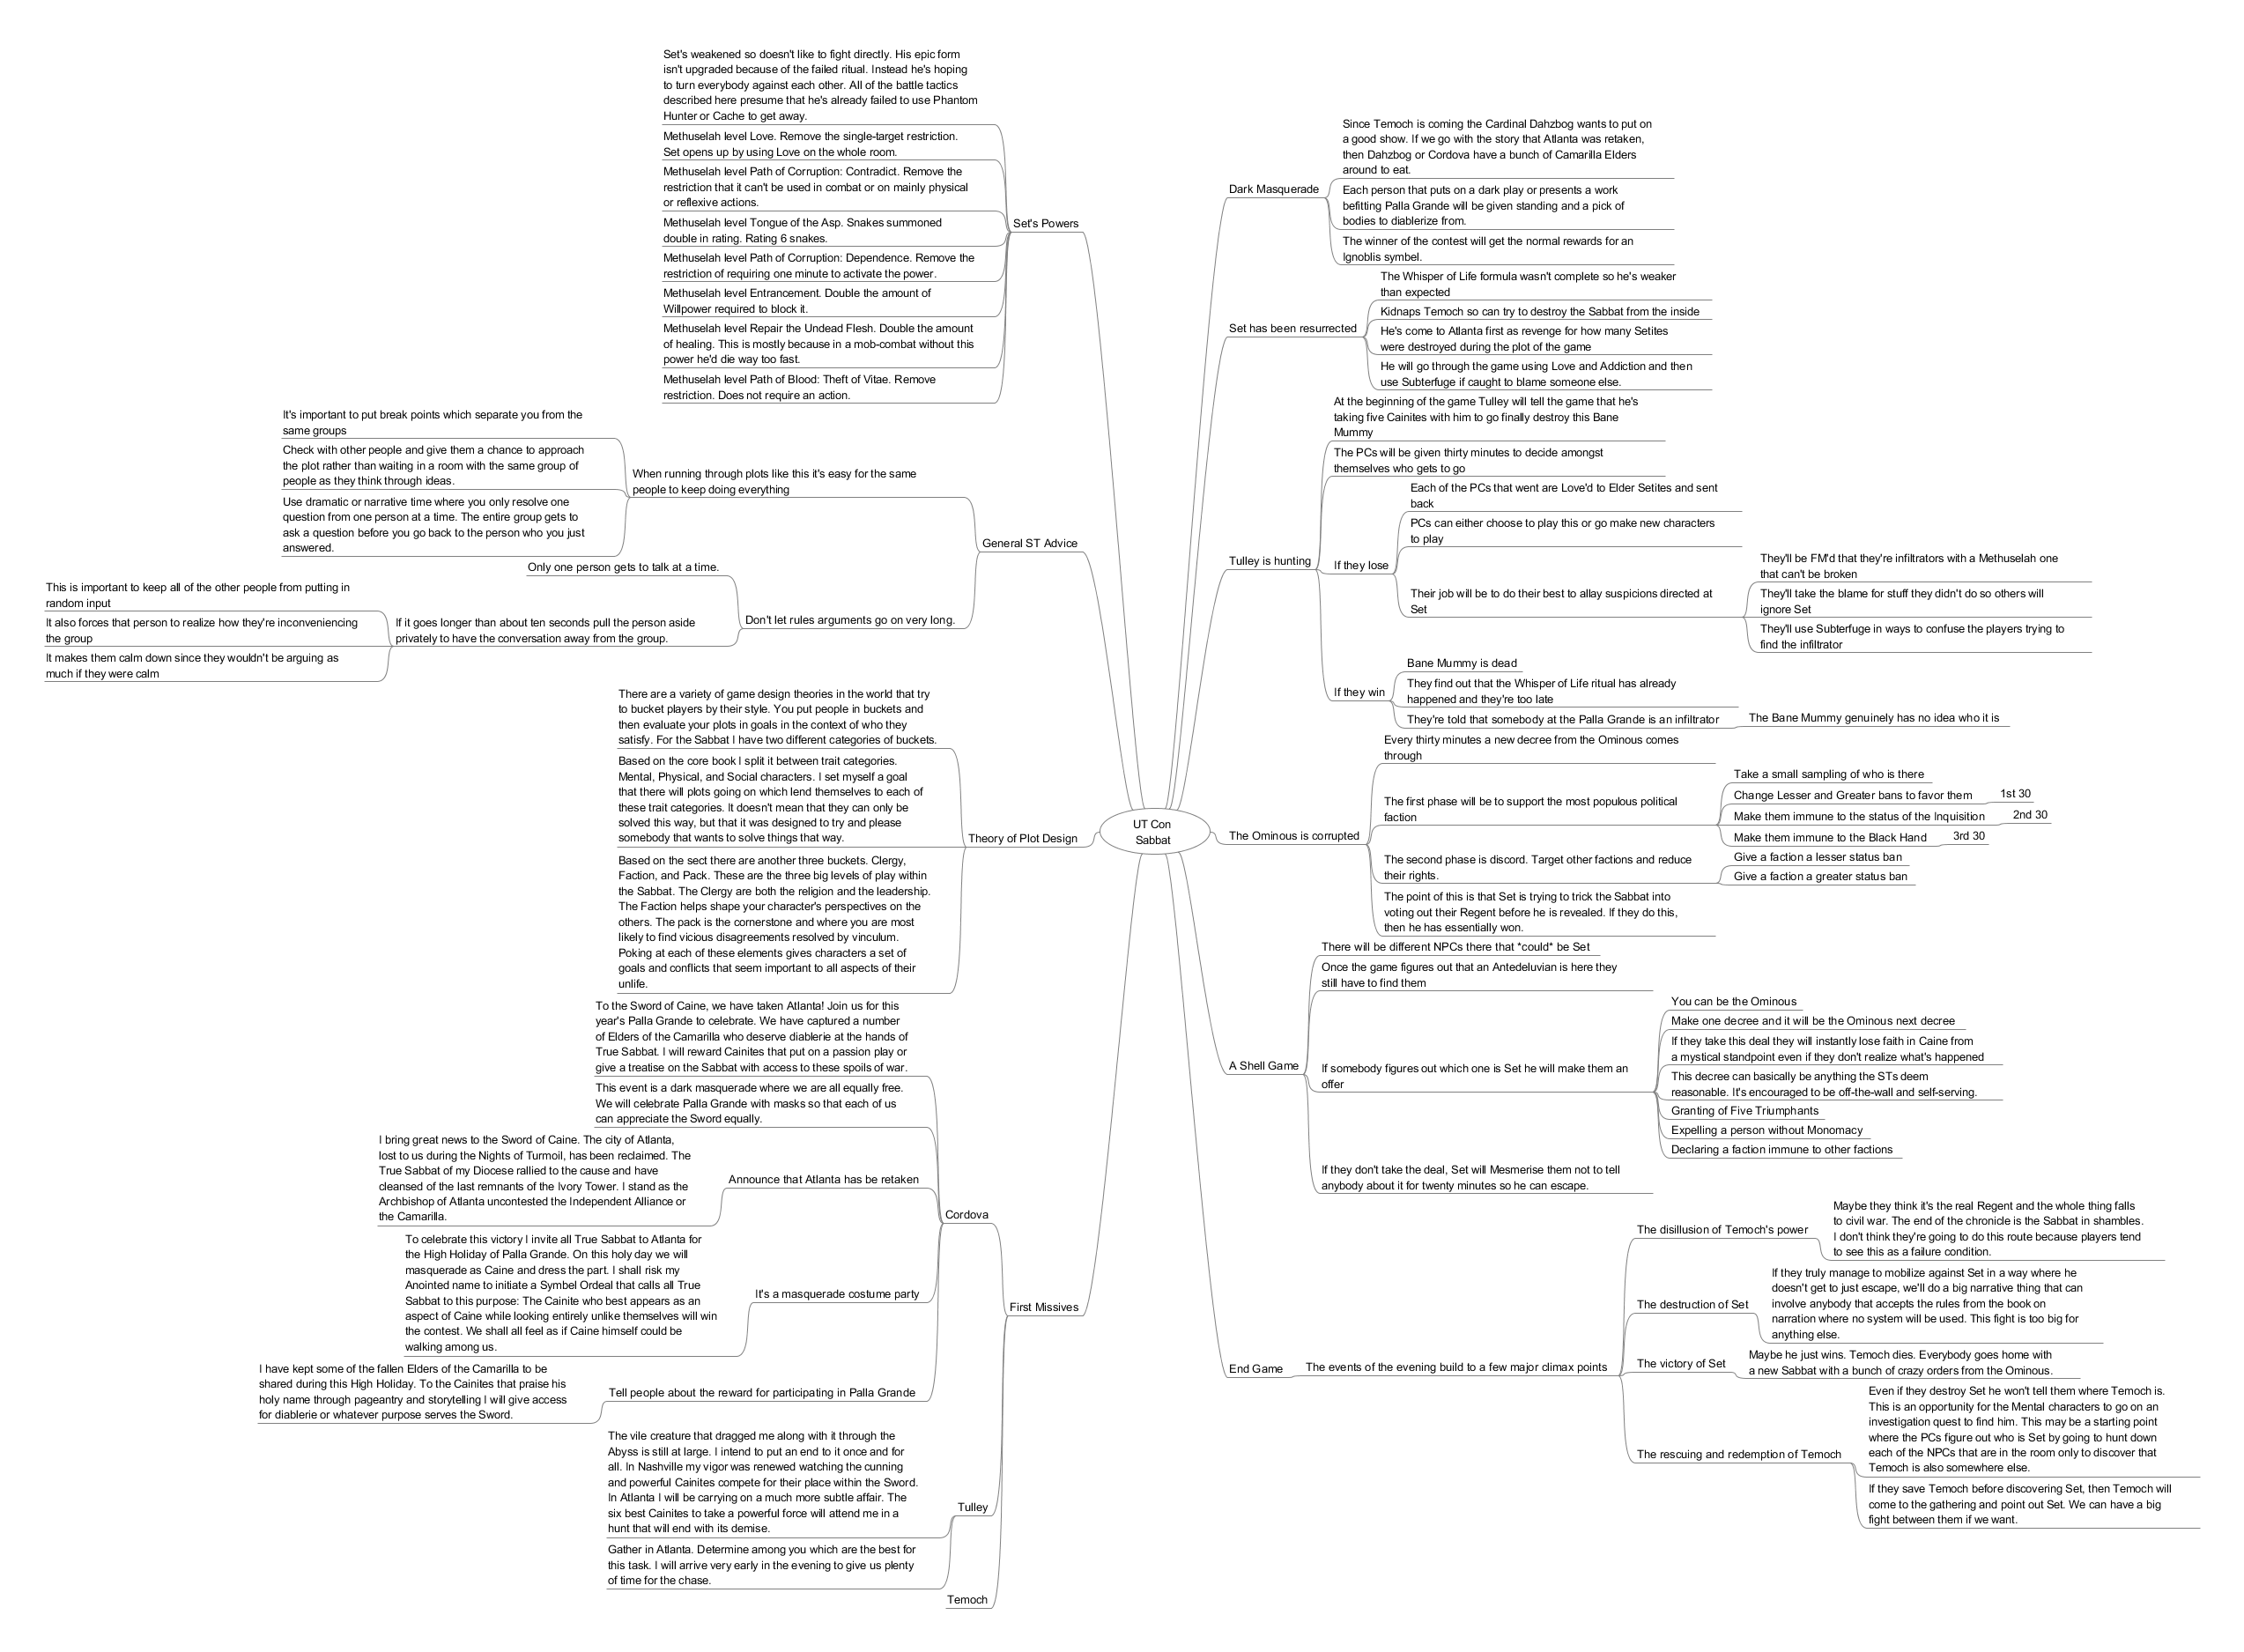 UT Con
Sabbat
Dark Masquerade
Since Temoch is coming the Cardinal Dahzbog wants to put on
a good show. If we go with the story that Atlanta was retaken,
then Dahzbog or Cordova have a bunch of Camarilla Elders
around to eat.
Each person that puts on a dark play or presents a work
befitting Palla Grande will be given standing and a pick of
bodies to diablerize from.
The winner of the contest will get the normal rewards for an
Ignoblis symbel.
Set has been resurrected
The Whisper of Life formula wasn't complete so he's weaker
than expected
Kidnaps Temoch so can try to destroy the Sabbat from the inside
He's come to Atlanta first as revenge for how many Setites
were destroyed during the plot of the game
He will go through the game using Love and Addiction and then
use Subterfuge if caught to blame someone else.
Tulley is hunting
At the beginning of the game Tulley will tell the game that he's
taking five Cainites with him to go finally destroy this Bane
Mummy
The PCs will be given thirty minutes to decide amongst
themselves who gets to go
If they lose
Each of the PCs that went are Love'd to Elder Setites and sent
back
PCs can either choose to play this or go make new characters
to play
Their job will be to do their best to allay suspicions directed at
Set
They'll be FM'd that they're infiltrators with a Methuselah one
that can't be broken
They'll take the blame for stuff they didn't do so others will
ignore Set
They'll use Subterfuge in ways to confuse the players trying to
find the infiltrator
If they win
Bane Mummy is dead
They find out that the Whisper of Life ritual has already
happened and they're too late
They're told that somebody at the Palla Grande is an infiltrator
The Bane Mummy genuinely has no idea who it is
The Ominous is corrupted
Every thirty minutes a new decree from the Ominous comes
through
The first phase will be to support the most populous political
faction
Take a small sampling of who is there
Change Lesser and Greater bans to favor them
1st 30
Make them immune to the status of the Inquisition
2nd 30
Make them immune to the Black Hand
3rd 30
The second phase is discord. Target other factions and reduce
their rights.
Give a faction a lesser status ban
Give a faction a greater status ban
The point of this is that Set is trying to trick the Sabbat into
voting out their Regent before he is revealed. If they do this,
then he has essentially won.
A Shell Game
There will be different NPCs there that *could* be Set
Once the game figures out that an Antedeluvian is here they
still have to find them
If somebody figures out which one is Set he will make them an
offer
You can be the Ominous
Make one decree and it will be the Ominous next decree
If they take this deal they will instantly lose faith in Caine from
a mystical standpoint even if they don't realize what's happened
This decree can basically be anything the STs deem
reasonable. It's encouraged to be off-the-wall and self-serving.
Granting of Five Triumphants
Expelling a person without Monomacy
Declaring a faction immune to other factions
If they don't take the deal, Set will Mesmerise them not to tell
anybody about it for twenty minutes so he can escape.
End Game
The events of the evening build to a few major climax points
The disillusion of Temoch's power
Maybe they think it's the real Regent and the whole thing falls
to civil war. The end of the chronicle is the Sabbat in shambles.
I don't think they're going to do this route because players tend
to see this as a failure condition.
The destruction of Set
If they truly manage to mobilize against Set in a way where he
doesn't get to just escape, we'll do a big narrative thing that can
involve anybody that accepts the rules from the book on
narration where no system will be used. This fight is too big for
anything else.
The victory of Set
Maybe he just wins. Temoch dies. Everybody goes home with
a new Sabbat with a bunch of crazy orders from the Ominous.
The rescuing and redemption of Temoch
Even if they destroy Set he won't tell them where Temoch is.
This is an opportunity for the Mental characters to go on an
investigation quest to find him. This may be a starting point
where the PCs figure out who is Set by going to hunt down
each of the NPCs that are in the room only to discover that
Temoch is also somewhere else.
If they save Temoch before discovering Set, then Temoch will
come to the gathering and point out Set. We can have a big
fight between them if we want.
Set's Powers
Set's weakened so doesn't like to fight directly. His epic form
isn't upgraded because of the failed ritual. Instead he's hoping
to turn everybody against each other. All of the battle tactics
described here presume that he's already failed to use Phantom
Hunter or Cache to get away.
Methuselah level Love. Remove the single-target restriction.
Set opens up by using Love on the whole room.
Methuselah level Path of Corruption: Contradict. Remove the
restriction that it can't be used in combat or on mainly physical
or reflexive actions.
Methuselah level Tongue of the Asp. Snakes summoned
double in rating. Rating 6 snakes.
Methuselah level Path of Corruption: Dependence. Remove the
restriction of requiring one minute to activate the power.
Methuselah level Entrancement. Double the amount of
Willpower required to block it.
Methuselah level Repair the Undead Flesh. Double the amount
of healing. This is mostly because in a mob-combat without this
power he'd die way too fast.
Methuselah level Path of Blood: Theft of Vitae. Remove
restriction. Does not require an action.
General ST Advice
When running through plots like this it's easy for the same
people to keep doing everything
It's important to put break points which separate you from the
same groups
Check with other people and give them a chance to approach
the plot rather than waiting in a room with the same group of
people as they think through ideas.
Use dramatic or narrative time where you only resolve one
question from one person at a time. The entire group gets to
ask a question before you go back to the person who you just
answered.
Don't let rules arguments go on very long.
Only one person gets to talk at a time.
If it goes longer than about ten seconds pull the person aside
privately to have the conversation away from the group.
This is important to keep all of the other people from putting in
random input
It also forces that person to realize how they're inconveniencing
the group
It makes them calm down since they wouldn't be arguing as
much if they were calm
Theory of Plot Design
There are a variety of game design theories in the world that try
to bucket players by their style. You put people in buckets and
then evaluate your plots in goals in the context of who they
satisfy. For the Sabbat I have two different categories of buckets.
Based on the core book I split it between trait categories.
Mental, Physical, and Social characters. I set myself a goal
that there will plots going on which lend themselves to each of
these trait categories. It doesn't mean that they can only be
solved this way, but that it was designed to try and please
somebody that wants to solve things that way.
Based on the sect there are another three buckets. Clergy,
Faction, and Pack. These are the three big levels of play within
the Sabbat. The Clergy are both the religion and the leadership.
The Faction helps shape your character's perspectives on the
others. The pack is the cornerstone and where you are most
likely to find vicious disagreements resolved by vinculum.
Poking at each of these elements gives characters a set of
goals and conflicts that seem important to all aspects of their
unlife.
First Missives
Cordova
To the Sword of Caine, we have taken Atlanta! Join us for this
year's Palla Grande to celebrate. We have captured a number
of Elders of the Camarilla who deserve diablerie at the hands of
True Sabbat. I will reward Cainites that put on a passion play or
give a treatise on the Sabbat with access to these spoils of war.
This event is a dark masquerade where we are all equally free.
We will celebrate Palla Grande with masks so that each of us
can appreciate the Sword equally.
Announce that Atlanta has be retaken
I bring great news to the Sword of Caine. The city of Atlanta,
lost to us during the Nights of Turmoil, has been reclaimed. The
True Sabbat of my Diocese rallied to the cause and have
cleansed of the last remnants of the Ivory Tower. I stand as the
Archbishop of Atlanta uncontested the Independent Alliance or
the Camarilla.
It's a masquerade costume party
To celebrate this victory I invite all True Sabbat to Atlanta for
the High Holiday of Palla Grande. On this holy day we will
masquerade as Caine and dress the part. I shall risk my
Anointed name to initiate a Symbel Ordeal that calls all True
Sabbat to this purpose: The Cainite who best appears as an
aspect of Caine while looking entirely unlike themselves will win
the contest. We shall all feel as if Caine himself could be
walking among us.
Tell people about the reward for participating in Palla Grande
I have kept some of the fallen Elders of the Camarilla to be
shared during this High Holiday. To the Cainites that praise his
holy name through pageantry and storytelling I will give access
for diablerie or whatever purpose serves the Sword.
Tulley
The vile creature that dragged me along with it through the
Abyss is still at large. I intend to put an end to it once and for
all. In Nashville my vigor was renewed watching the cunning
and powerful Cainites compete for their place within the Sword.
In Atlanta I will be carrying on a much more subtle affair. The
six best Cainites to take a powerful force will attend me in a
hunt that will end with its demise.
Gather in Atlanta. Determine among you which are the best for
this task. I will arrive very early in the evening to give us plenty
of time for the chase.
Temoch